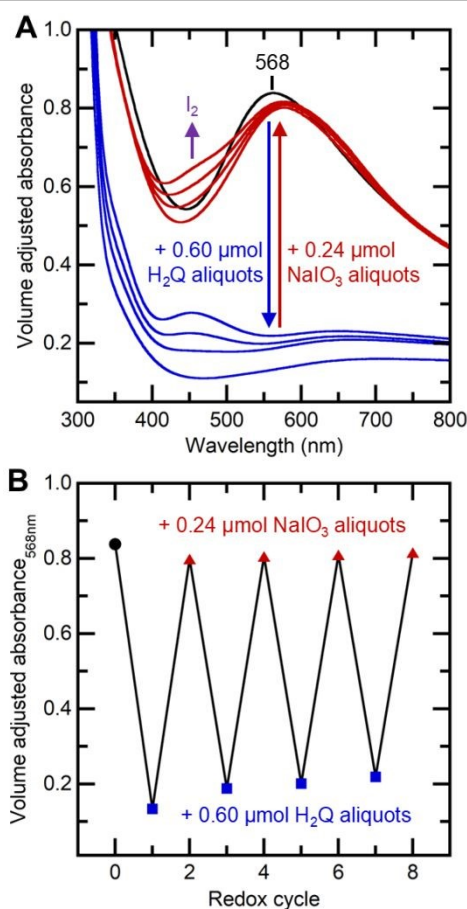 A
1.0
0.8
0.6
0.4
0.2
Volume adjusted absorbance
568
I₂
+ 0.60 µmol
H₂Q aliquots
+ 0.24 µmol
NaIO₃ aliquots
300 400 500 600 700 800
Wavelength (nm)
B
1.0
0.8
0.6
0.4
0.2
Volume adjusted absorbance₅₆₈ₙₘ
+ 0.24 µmol NaIO₃ aliquots
+ 0.60 µmol H₂Q aliquots
0 2 4 6 8
Redox cycle